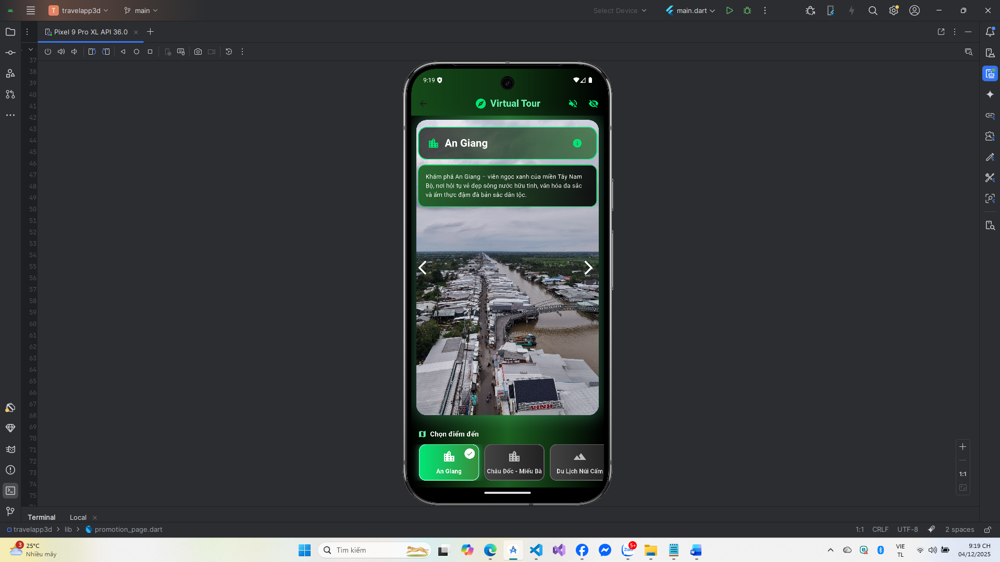 T travelapp3d
main
Select Device
main.dart
Pixel 9 Pro XL API 36.0
37
38
39
40
41
42
43
44
45
46
47
48
49
50
51
52
53
54
55
56
57
58
59
60
61
62
63
64
65
66
67
68
69
70
71
72
73
74
75
9:19
Virtual Tour
An Giang
Khám phá An Giang – viên ngọc xanh của miền Tây Nam
Bộ, nơi hội tụ vẻ đẹp sông nước hữu tình, văn hóa đa sắc
và ẩm thực đậm đà bản sắc dân tộc.
VINH
Chọn điểm đến
An Giang
Châu Đốc - Miếu Bà
Du Lịch Núi Cấm
1:1
Terminal
Local
travelapp3d > lib > promotion_page.dart
1:1 CRLF UTF-8 2 spaces
3
25°C
Nhiều mây
Tìm kiếm
Zalo
5+
VIE
TL
9:19 CH
04/12/2025